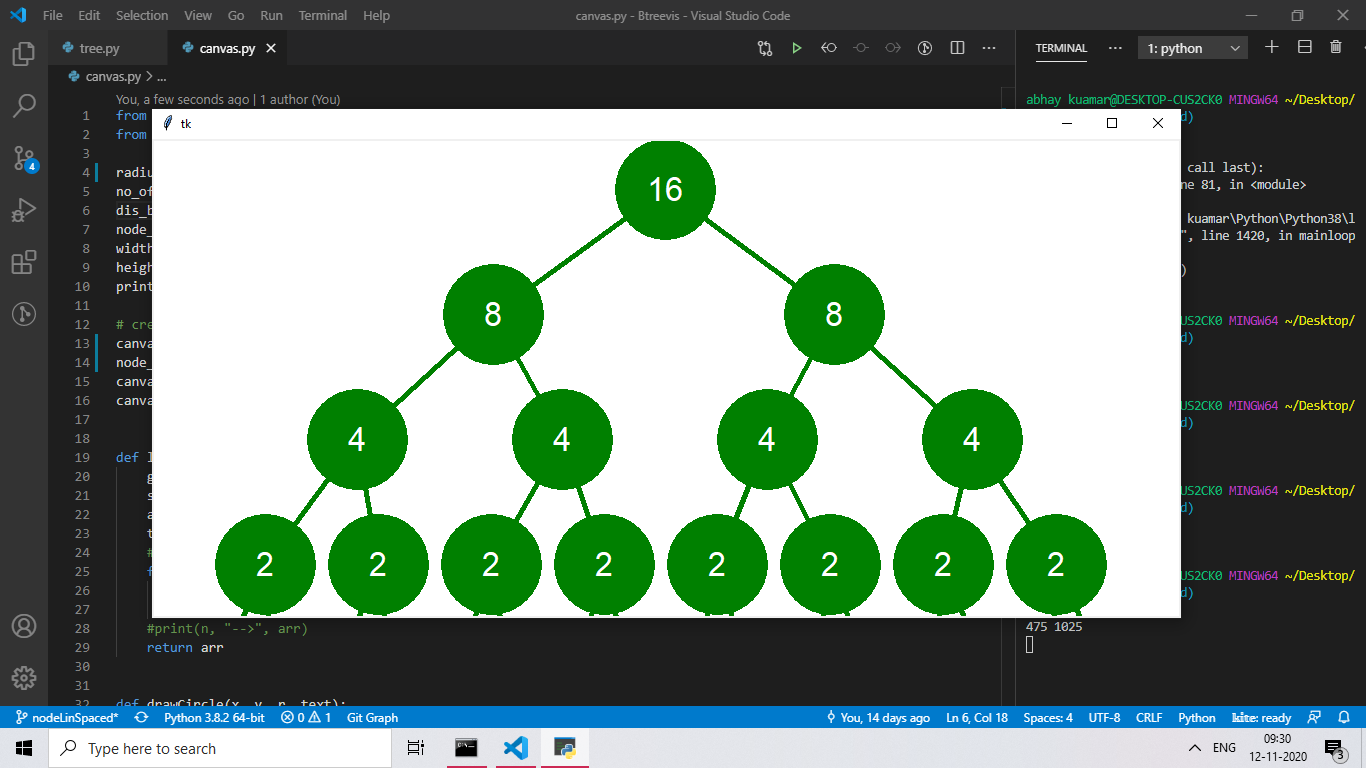 File Edit Selection View Go Run Terminal Help canvas.py - Btreevis - Visual Studio Code
tree.py canvas.py
TERMINAL 1: python
canvas.py > ...
You, a few seconds ago | 1 author (You)
1 from
2 from
3
4 radiu
5 no_of
6 dis_b
7 node_
8 width
9 heigh
10 print
11
12 # cre
13 canva
14 node_
15 canva
16 canva
17
18
19 def l
20 g
21 s
22 a
23 t
24 #
25 f
26
27
28 #print(n, "-->", arr)
29 return arr
30
31
32 def drawCircle(x, y, r, text):
tk
16
8 8
4 4 4 4
2 2 2 2 2 2 2 2
abhay kuamar@DESKTOP-CUS2CK0 MINGW64 ~/Desktop/
d)
call last):
ne 81, in <module>
kuamar\Python\Python38\l
", line 1420, in mainloop
)
US2CK0 MINGW64 ~/Desktop/
d)
US2CK0 MINGW64 ~/Desktop/
d)
US2CK0 MINGW64 ~/Desktop/
d)
US2CK0 MINGW64 ~/Desktop/
d)
475 1025
4
nodeLinSpaced* Python 3.8.2 64-bit 0 1 Git Graph You, 14 days ago Ln 6, Col 18 Spaces: 4 UTF-8 CRLF Python kite: ready
Type here to search
ENG
09:30
12-11-2020
3